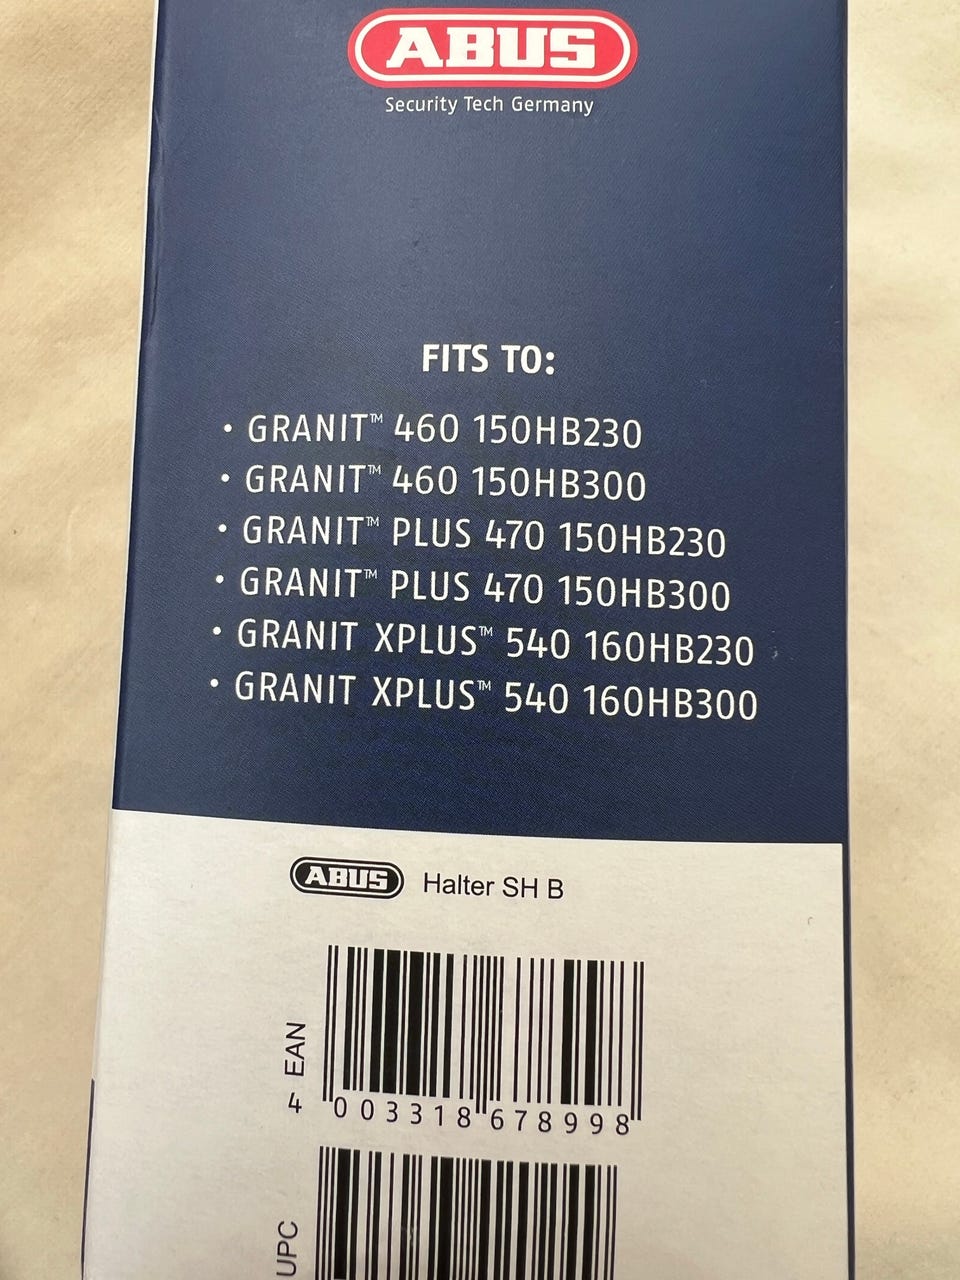 ABUS
Security Tech Germany
FITS TO:
• GRANIT™ 460 150HB230
• GRANIT™ 460 150HB300
• GRANIT™ PLUS 470 150HB230
• GRANIT™ PLUS 470 150HB300
• GRANIT XPLUS™ 540 160HB230
• GRANIT XPLUS™ 540 160HB300
ABUS Halter SH B
EAN
4 003318 678998
UPC